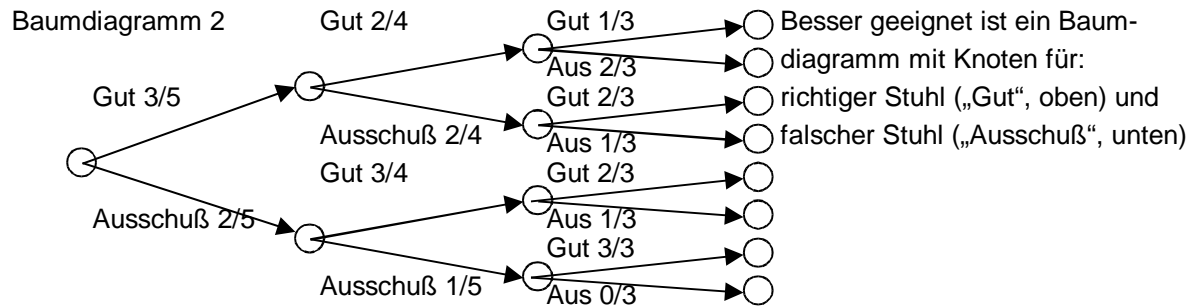 Baumdiagramm 2
Gut 2/4
Gut 1/3
Besser geeignet ist ein Baum-
Aus 2/3
diagramm mit Knoten für:
Gut 3/5
Gut 2/3
richtiger Stuhl („Gut“, oben) und
Ausschuß 2/4
Aus 1/3
falscher Stuhl („Ausschuß“, unten)
Gut 3/4
Gut 2/3
Ausschuß 2/5
Aus 1/3
Gut 3/3
Ausschuß 1/5
Aus 0/3